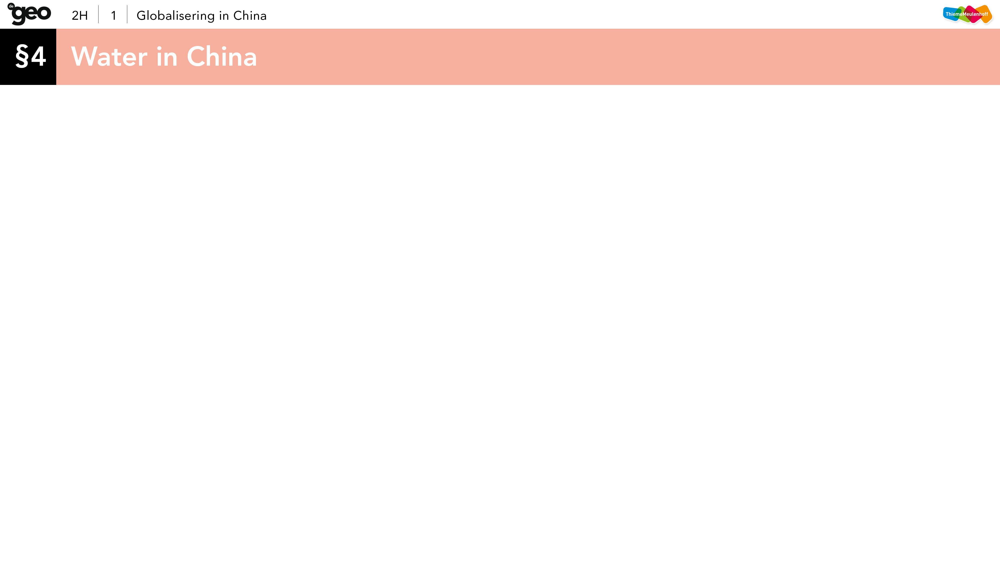 de geo 2H 1 Globalisering in China ThiemeMeulenhoff
§4 Water in China